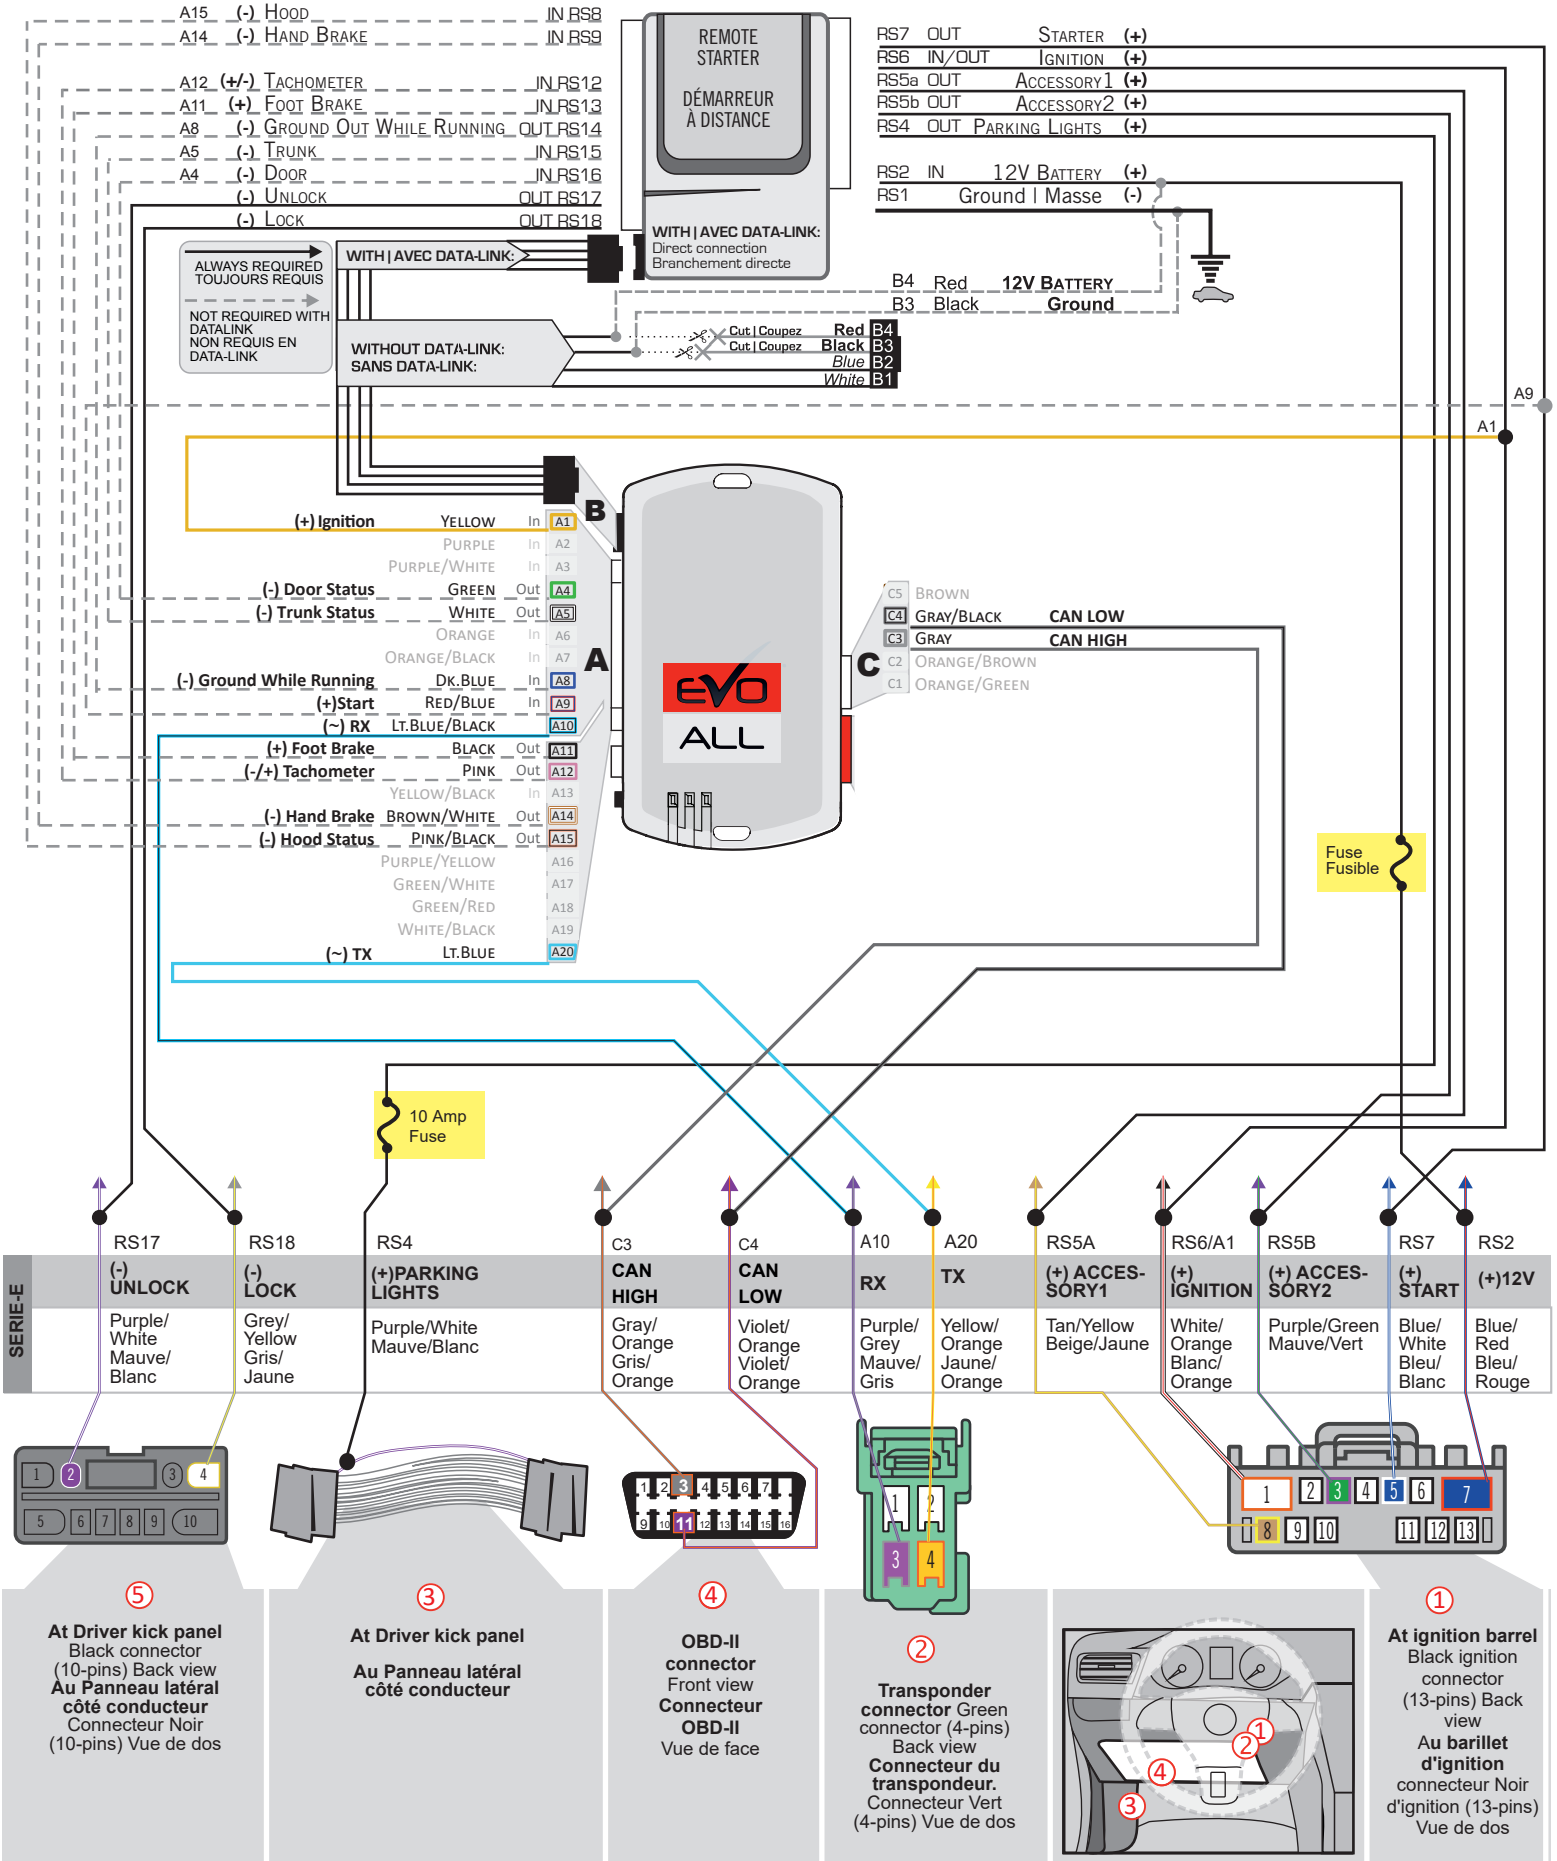 A15 (-) HOOD IN RS8
A14 (-) HAND BRAKE IN RS9
A12 (+/-) TACHOMETER IN RS12
A11 (+) FOOT BRAKE IN RS13
A8 (-) GROUND OUT WHILE RUNNING OUT RS14
A5 (-) TRUNK IN RS15
A4 (-) DOOR IN RS16
(-) UNLOCK OUT RS17
(-) LOCK OUT RS18
REMOTE
STARTER
DÉMARREUR
À DISTANCE
WITH | AVEC DATA-LINK:
Direct connection
Branchement directe
RS7 OUT STARTER (+)
RS6 IN/OUT IGNITION (+)
RS5a OUT ACCESSORY1 (+)
RS5b OUT ACCESSORY2 (+)
RS4 OUT PARKING LIGHTS (+)
RS2 IN 12V BATTERY (+)
RS1 Ground | Masse (-)
ALWAYS REQUIRED
TOUJOURS REQUIS
NOT REQUIRED WITH
DATALINK
NON REQUIS EN
DATA-LINK
WITH | AVEC DATA-LINK:
WITHOUT DATA-LINK:
SANS DATA-LINK:
B4 Red 12V BATTERY
B3 Black Ground
Cut | Coupez Red B4
Cut | Coupez Black B3
Blue B2
White B1
A9
A1
B
A
C
(+) Ignition YELLOW In A1
PURPLE In A2
PURPLE/WHITE In A3
(-) Door Status GREEN Out A4
(-) Trunk Status WHITE Out A5
ORANGE In A6
ORANGE/BLACK In A7
(-) Ground While Running DK.BLUE In A8
(+)Start RED/BLUE In A9
(~) RX LT.BLUE/BLACK A10
(+) Foot Brake BLACK Out A11
(-/+) Tachometer PINK Out A12
YELLOW/BLACK In A13
(-) Hand Brake BROWN/WHITE Out A14
(-) Hood Status PINK/BLACK Out A15
PURPLE/YELLOW A16
GREEN/WHITE A17
GREEN/RED A18
WHITE/BLACK A19
(~) TX LT.BLUE A20
EVO
ALL
C5 BROWN
C4 GRAY/BLACK CAN LOW
C3 GRAY CAN HIGH
C2 ORANGE/BROWN
C1 ORANGE/GREEN
Fuse
Fusible
10 Amp
Fuse
SERIE-E
RS17
(-)
UNLOCK
Purple/
White
Mauve/
Blanc
RS18
(-)
LOCK
Grey/
Yellow
Gris/
Jaune
RS4
(+)PARKING
LIGHTS
Purple/White
Mauve/Blanc
C3
CAN
HIGH
Gray/
Orange
Gris/
Orange
C4
CAN
LOW
Violet/
Orange
Violet/
Orange
A10
RX
Purple/
Grey
Mauve/
Gris
A20
TX
Yellow/
Orange
Jaune/
Orange
RS5A
(+) ACCES-
SORY1
Tan/Yellow
Beige/Jaune
RS6/A1
(+)
IGNITION
White/
Orange
Blanc/
Orange
RS5B
(+) ACCES-
SORY2
Purple/Green
Mauve/Vert
RS7
(+)
START
Blue/
White
Bleu/
Blanc
RS2
(+)12V
Blue/
Red
Bleu/
Rouge
1 2 3 4
5 6 7 8 9 10
1 2 3 4 5 6 7
9 10 11 12 13 14 15 16
1 2
3 4
1 2 3 4 5 6 7
8 9 10 11 12 13
5
At Driver kick panel
Black connector
(10-pins) Back view
Au Panneau latéral
côté conducteur
Connecteur Noir
(10-pins) Vue de dos
3
At Driver kick panel
Au Panneau latéral
côté conducteur
4
OBD-II
connector
Front view
Connecteur
OBD-II
Vue de face
2
Transponder
connector Green
connector (4-pins)
Back view
Connecteur du
transpondeur.
Connecteur Vert
(4-pins) Vue de dos
1
2
4
3
1
At ignition barrel
Black ignition
connector
(13-pins) Back
view
Au barillet
d'ignition
connecteur Noir
d'ignition (13-pins)
Vue de dos